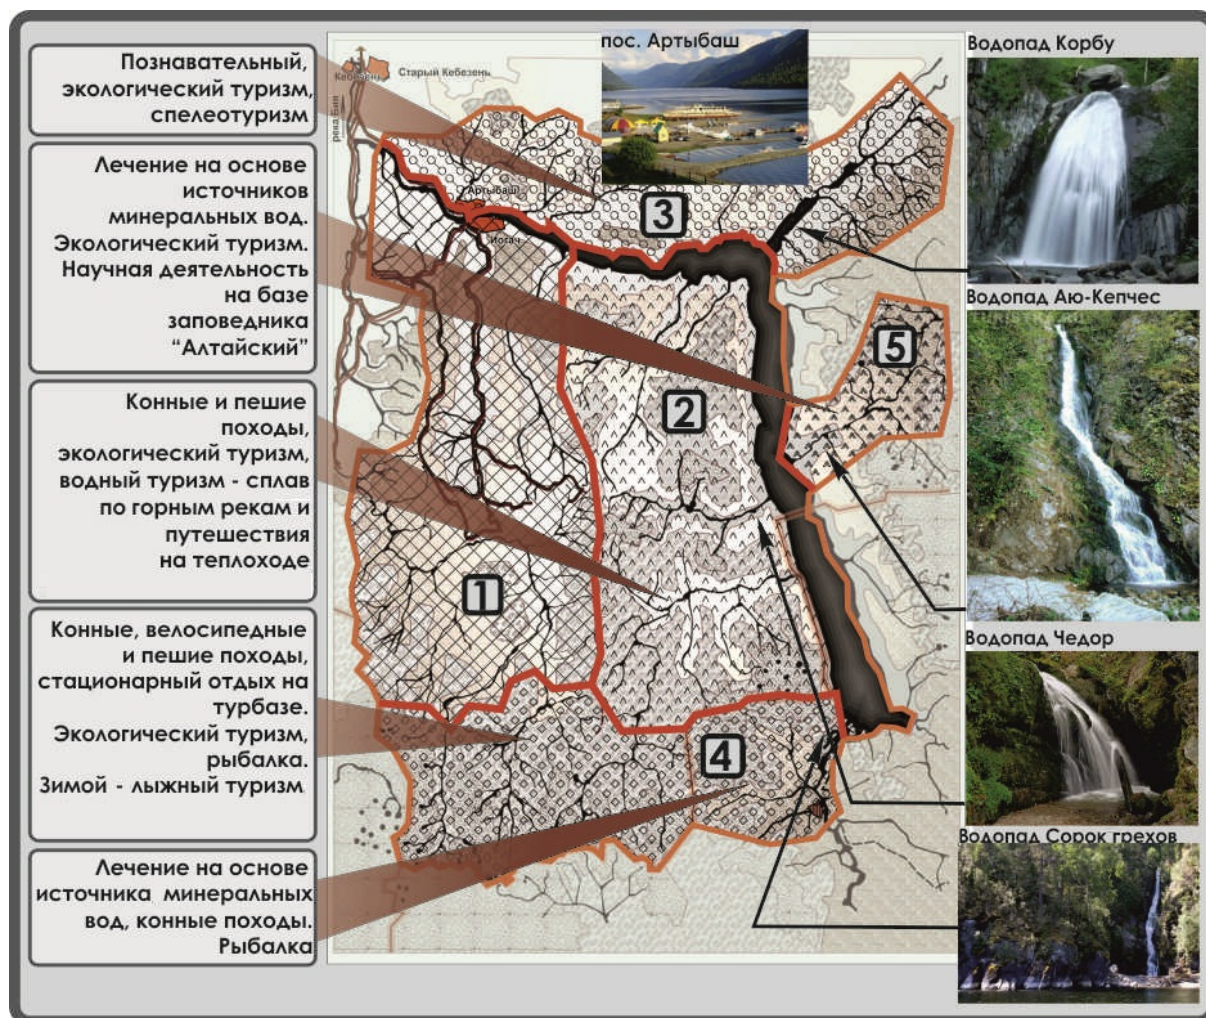 Познавательный,
экологический туризм,
спелеотуризм
Лечение на основе
источников
минеральных вод.
Экологический туризм.
Научная деятельность
на базе
заповедника
“Алтайский”
Конные и пешие
походы,
экологический туризм,
водный туризм - сплав
по горным рекам и
путешествия
на теплоходе
Конные, велосипедные
и пешие походы,
стационарный отдых на
турбазе.
Экологический туризм,
рыбалка.
Зимой - лыжный туризм
Лечение на основе
источника минеральных
вод, конные походы.
Рыбалка
Кебезень
Старый Кебезень
река Бия
пос. Артыбаш
Артыбаш
Иогач
3
5
2
1
4
Водопад Корбу
Водопад Аю-Кепчес
Водопад Чедор
Водопад Сорок грехов